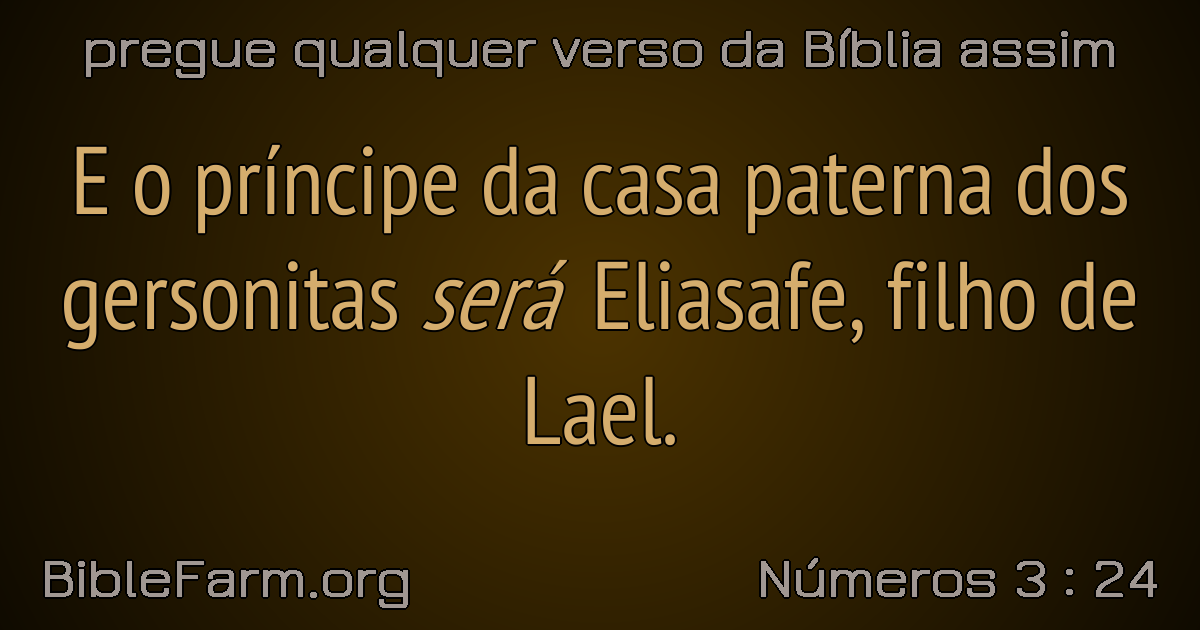 pregue qualquer verso da Bíblia assim
E o príncipe da casa paterna dos
gersonitas será Eliasafe, filho de
Lael.
BibleFarm.org
Números 3 : 24